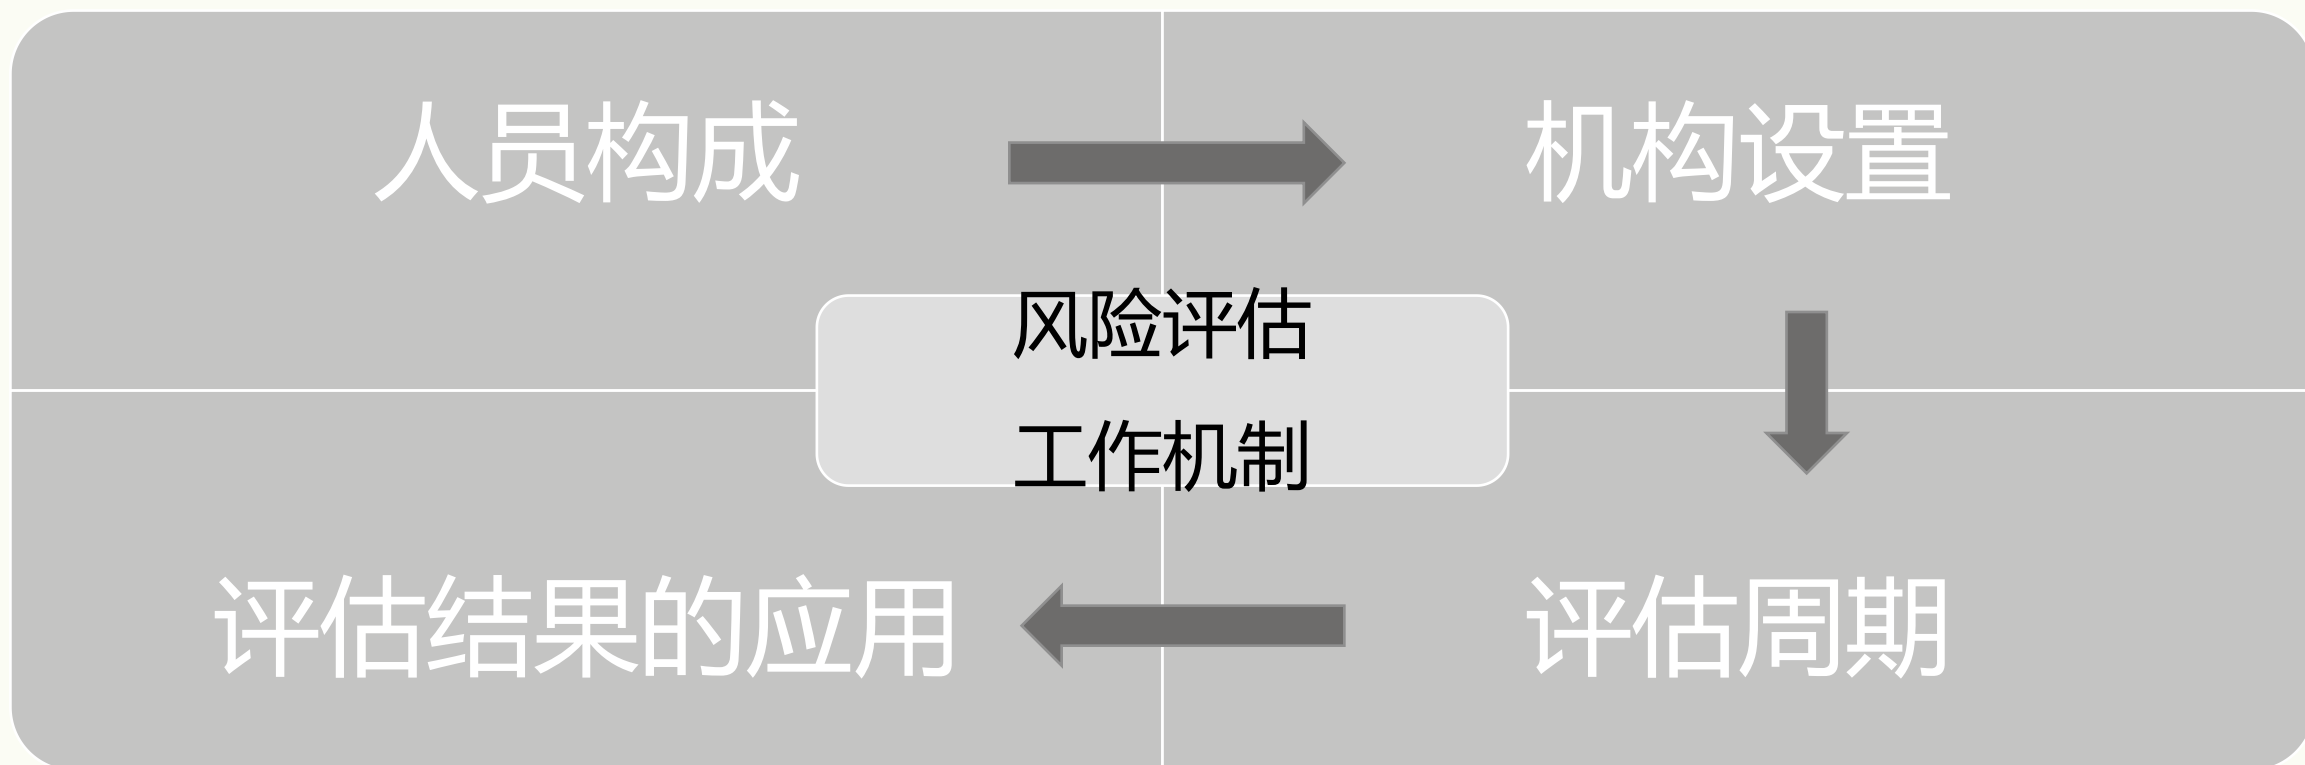 人员构成
机构设置
风险评估
工作机制
评估结果的应用
评估周期